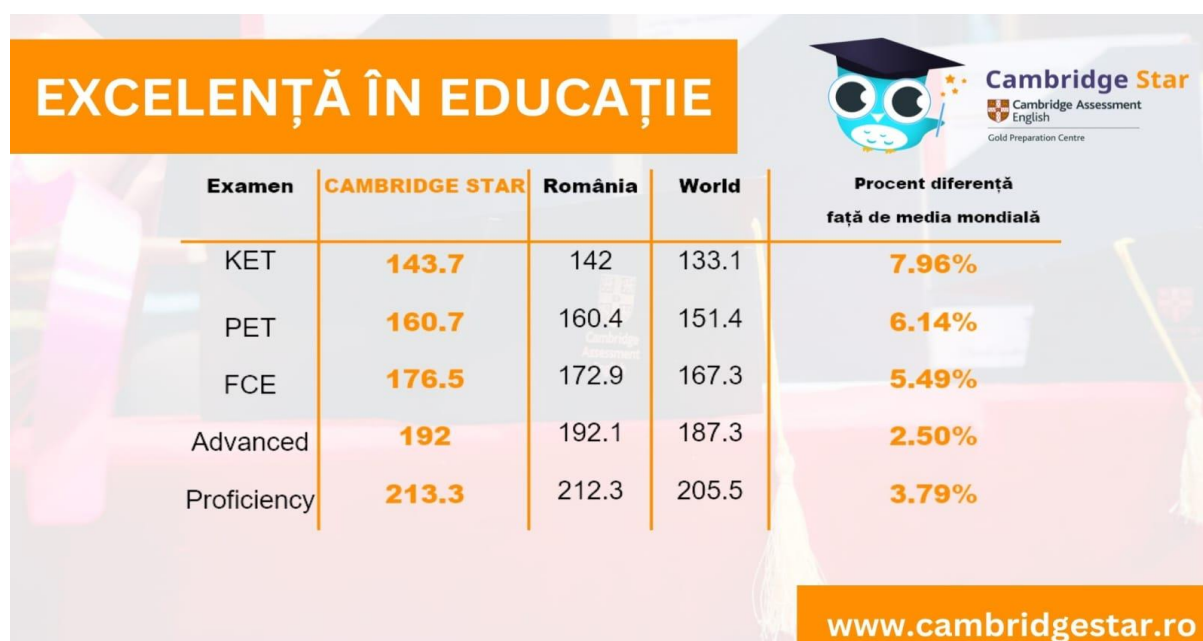 EXCELENȚĂ ÎN EDUCAȚIE
Cambridge Star
Cambridge Assessment
English
Gold Preparation Centre
Examen CAMBRIDGE STAR România World Procent diferență
față de media mondială
KET 143.7 142 133.1 7.96%
PET 160.7 160.4 151.4 6.14%
FCE 176.5 172.9 167.3 5.49%
Advanced 192 192.1 187.3 2.50%
Proficiency 213.3 212.3 205.5 3.79%
Cambridge
Assessment
www.cambridgestar.ro